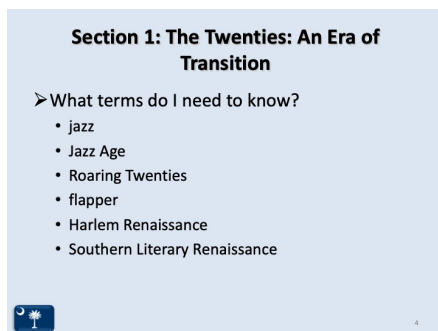 Section 1: The Twenties: An Era of
Transition
➢What terms do I need to know?
• jazz
• Jazz Age
• Roaring Twenties
• flapper
• Harlem Renaissance
• Southern Literary Renaissance
4